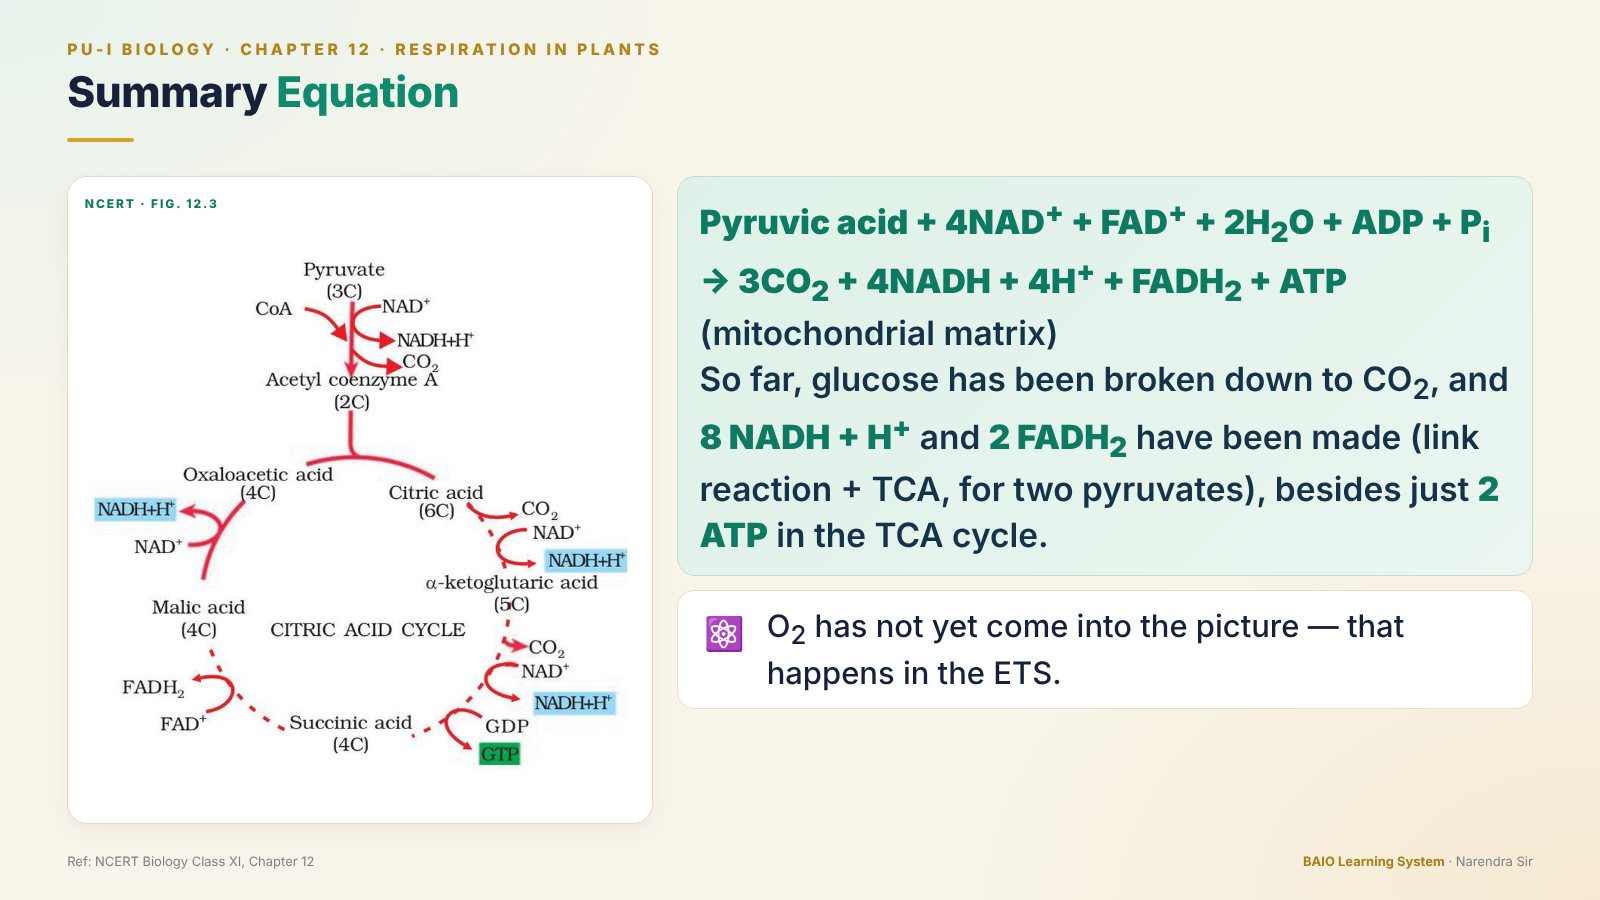 PU-I BIOLOGY · CHAPTER 12 · RESPIRATION IN PLANTS
Summary Equation
NCERT · FIG. 12.3
Pyruvate
(3C)
CoA
NAD⁺
NADH+H⁺
CO₂
Acetyl coenzyme A
(2C)
Oxaloacetic acid
(4C)
Citric acid
(6C)
NADH+H⁺
CO₂
NAD⁺
NAD⁺
NADH+H⁺
α-ketoglutaric acid
(5C)
Malic acid
(4C)
CITRIC ACID CYCLE
CO₂
NAD⁺
FADH₂
NADH+H⁺
FAD⁺
Succinic acid
(4C)
GDP
GTP
Pyruvic acid + 4NAD⁺ + FAD⁺ + 2H₂O + ADP + Pᵢ
→ 3CO₂ + 4NADH + 4H⁺ + FADH₂ + ATP
(mitochondrial matrix)
So far, glucose has been broken down to CO₂, and
8 NADH + H⁺ and 2 FADH₂ have been made (link
reaction + TCA, for two pyruvates), besides just 2
ATP in the TCA cycle.
O₂ has not yet come into the picture — that
happens in the ETS.
Ref: NCERT Biology Class XI, Chapter 12
BAIO Learning System · Narendra Sir